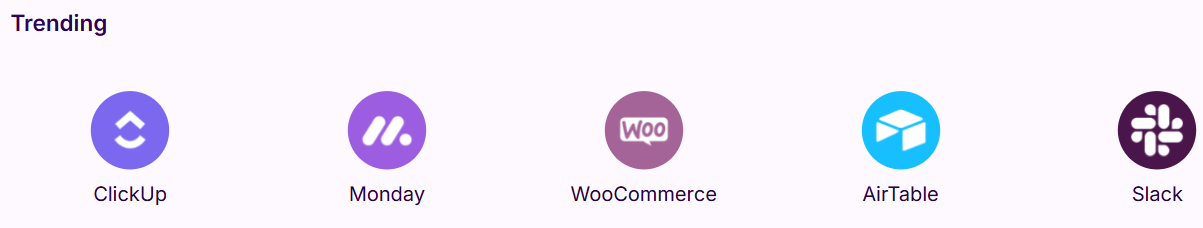 Trending
Woo
ClickUp
Monday
WooCommerce
AirTable
Slack